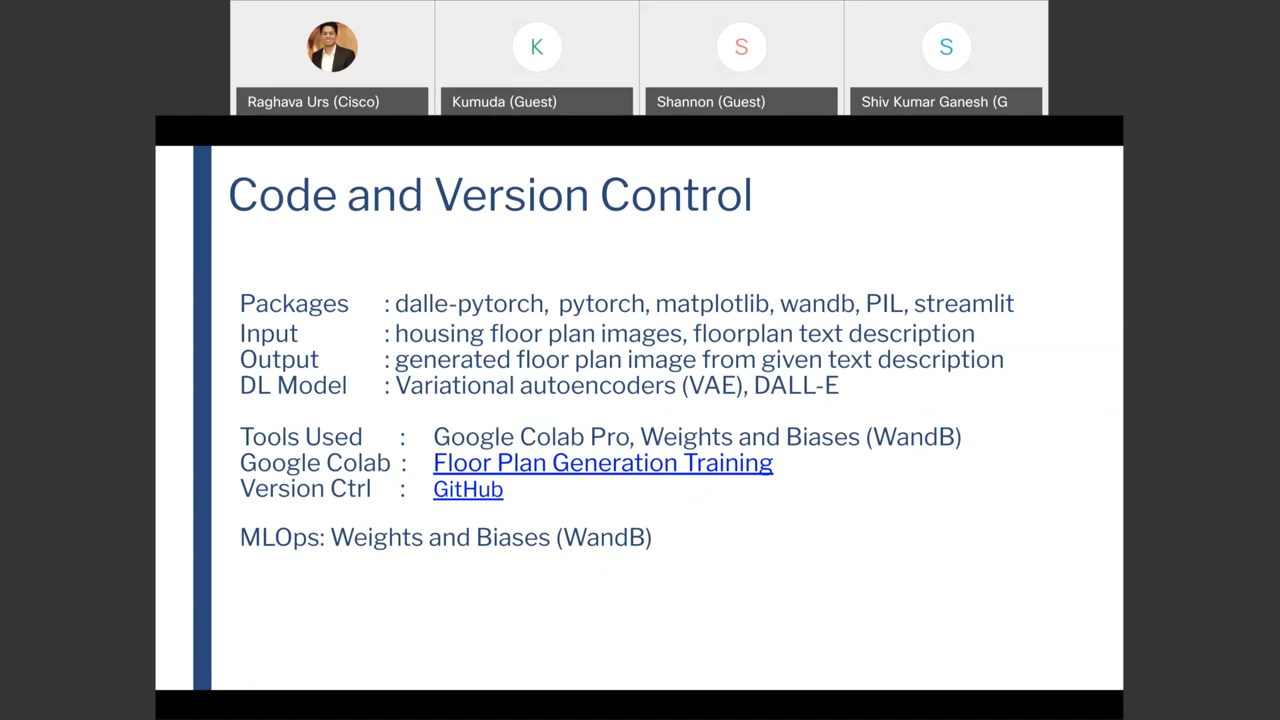 K
S
S
Raghava Urs (Cisco)
Kumuda (Guest)
Shannon (Guest)
Shiv Kumar Ganesh (G
Code and Version Control
Packages : dalle-pytorch, pytorch, matplotlib, wandb, PIL, streamlit
Input : housing floor plan images, floorplan text description
Output : generated floor plan image from given text description
DL Model : Variational autoencoders (VAE), DALL-E
Tools Used : Google Colab Pro, Weights and Biases (WandB)
Google Colab : Floor Plan Generation Training
Version Ctrl : GitHub
MLOps: Weights and Biases (WandB)